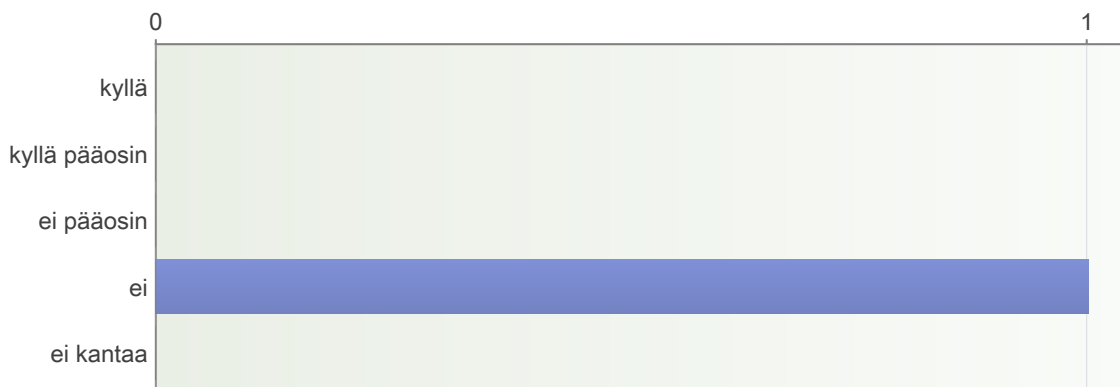 0 1
kyllä
kyllä pääosin
ei pääosin
ei
ei kantaa